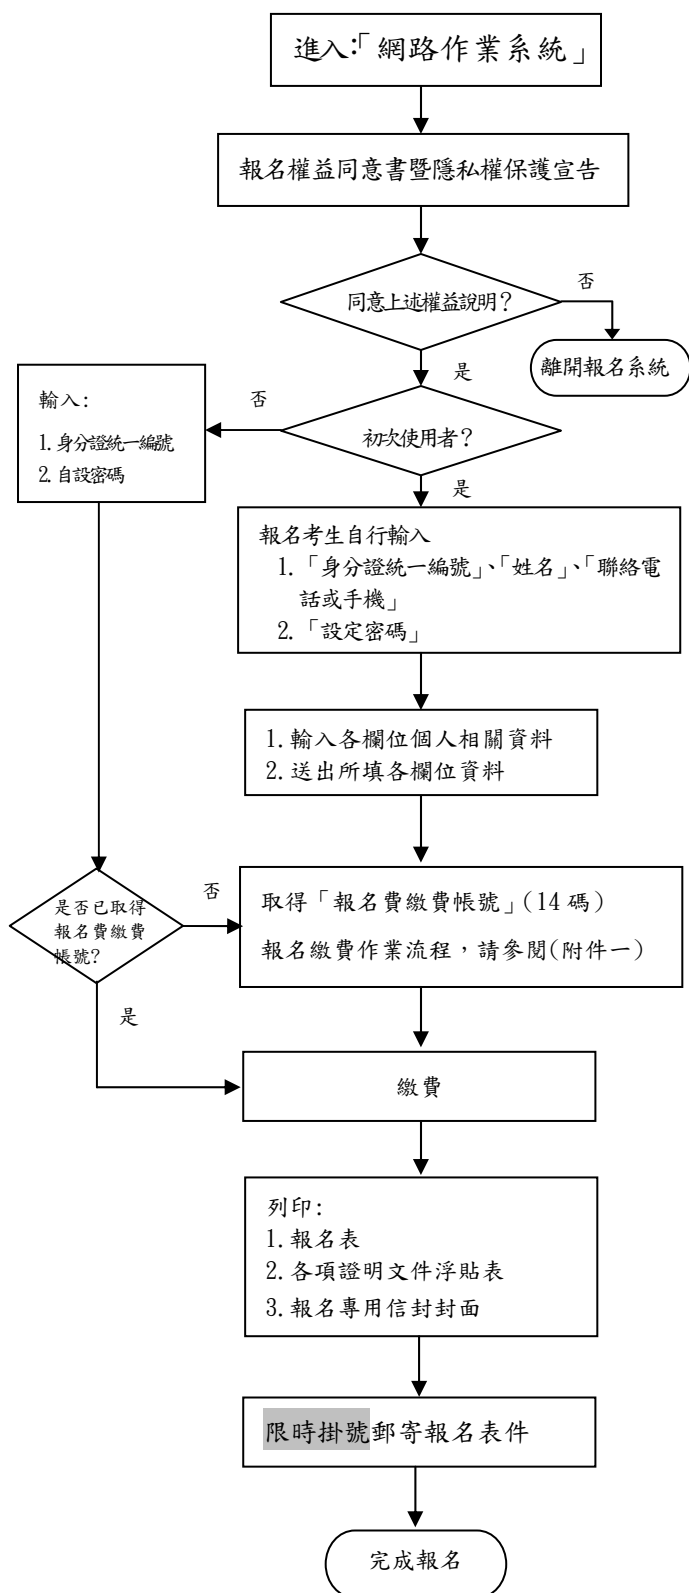 進入:「網路作業系統」
報名權益同意書暨隱私權保護宣告
同意上述權益說明?
否
離開報名系統
是
初次使用者?
否
輸入:
1.身分證統一編號
2.自設密碼
是
報名考生自行輸入
1.「身分證統一編號」、「姓名」、「聯絡電
話或手機」
2.「設定密碼」
1.輸入各欄位個人相關資料
2.送出所填各欄位資料
是否已取得
報名費繳費
帳號?
否
取得「報名費繳費帳號」(14碼)
報名繳費作業流程，請參閱(附件一)
是
繳費
列印:
1.報名表
2.各項證明文件浮貼表
3.報名專用信封封面
限時掛號郵寄報名表件
完成報名